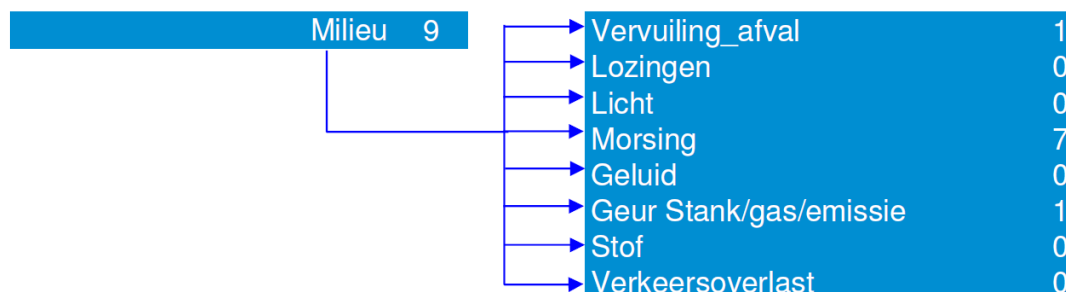 Milieu 9
Vervuiling_afval 1
Lozingen 0
Licht 0
Morsing 7
Geluid 0
Geur Stank/gas/emissie 1
Stof 0
Verkeersoverlast 0